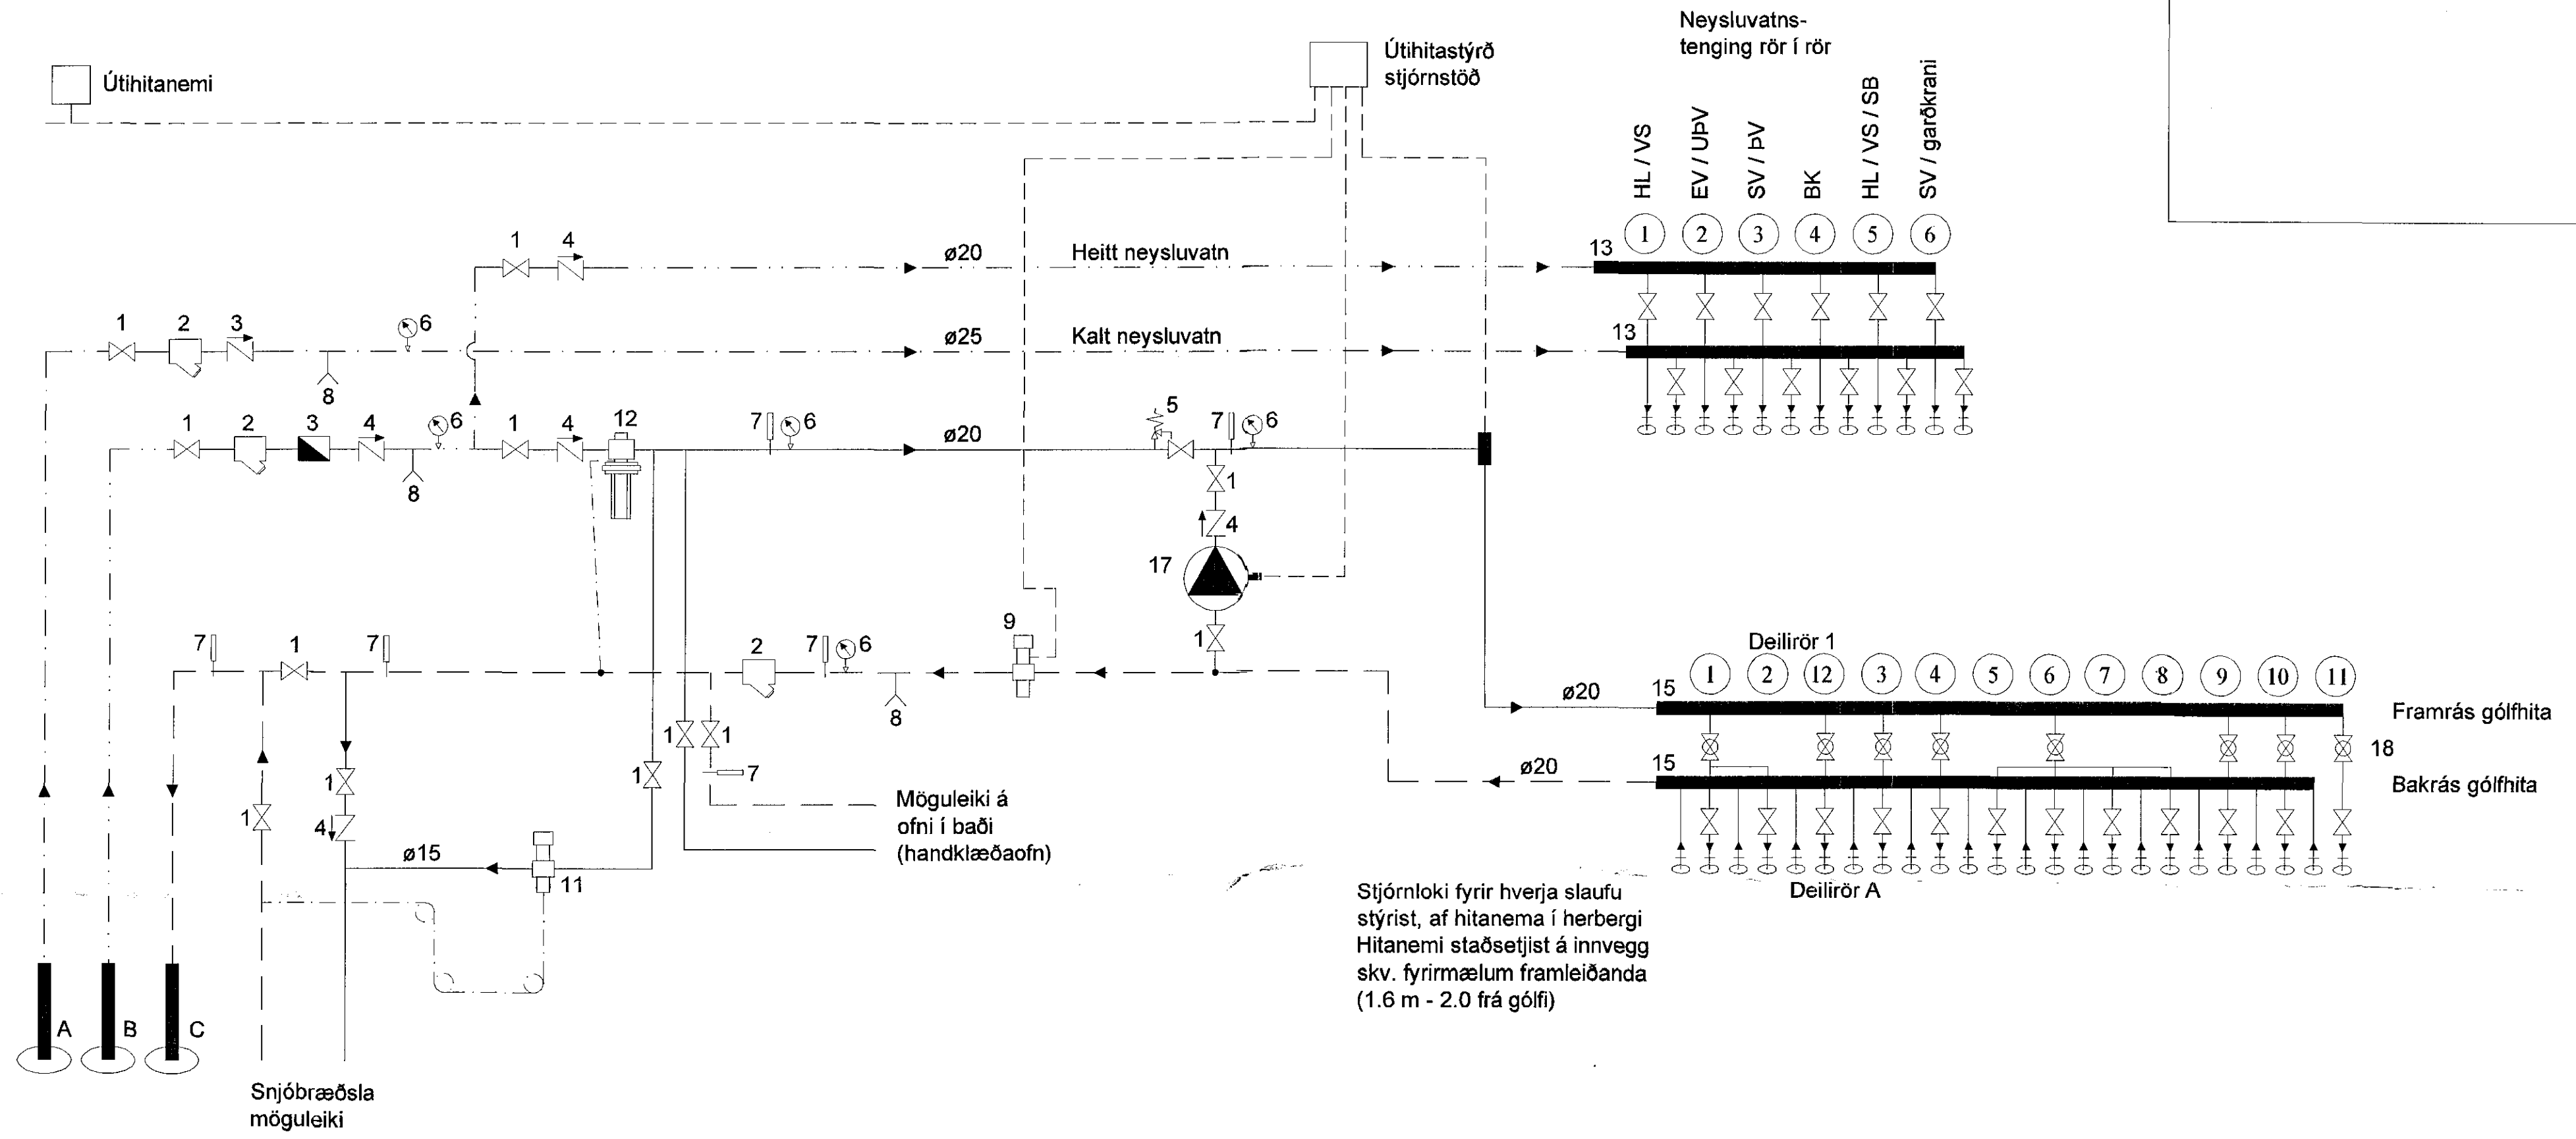 Neysluvatns-
tenging rör í rör
Útihitanemi
Útihitastýrð
stjórnstöð
HL / VS
EV / UÞV
SV / ÞV
BK
HL / VS / SB
SV / garðkrani
1 2 3 4 5 6
13
1 4 ø20 Heitt neysluvatn
1 2 3 6 ø25 Kalt neysluvatn 13
8
1 2 3 4 6 1 4 12 7 6 ø20 5 7 6
8
1
4
17
7 1 7 2 7 6 9 1
8
Deilirör 1
1 2 12 3 4 5 6 7 8 9 10 11
ø20 15
Framrás gólfhita
18
ø20 15
Bakrás gólfhita
1 1
7
1 1
1 4
Möguleiki á
ofni í baði
(handklæðaofn)
ø15
11
Deilirör A
Stjórnloki fyrir hverja slaufu
stýrist, af hitanema í herbergi
Hitanemi staðsetjist á innvegg
skv. fyrirmælum framleiðanda
(1.6 m - 2.0 frá gólfi)
A B C
Snjóbræðsla
möguleiki